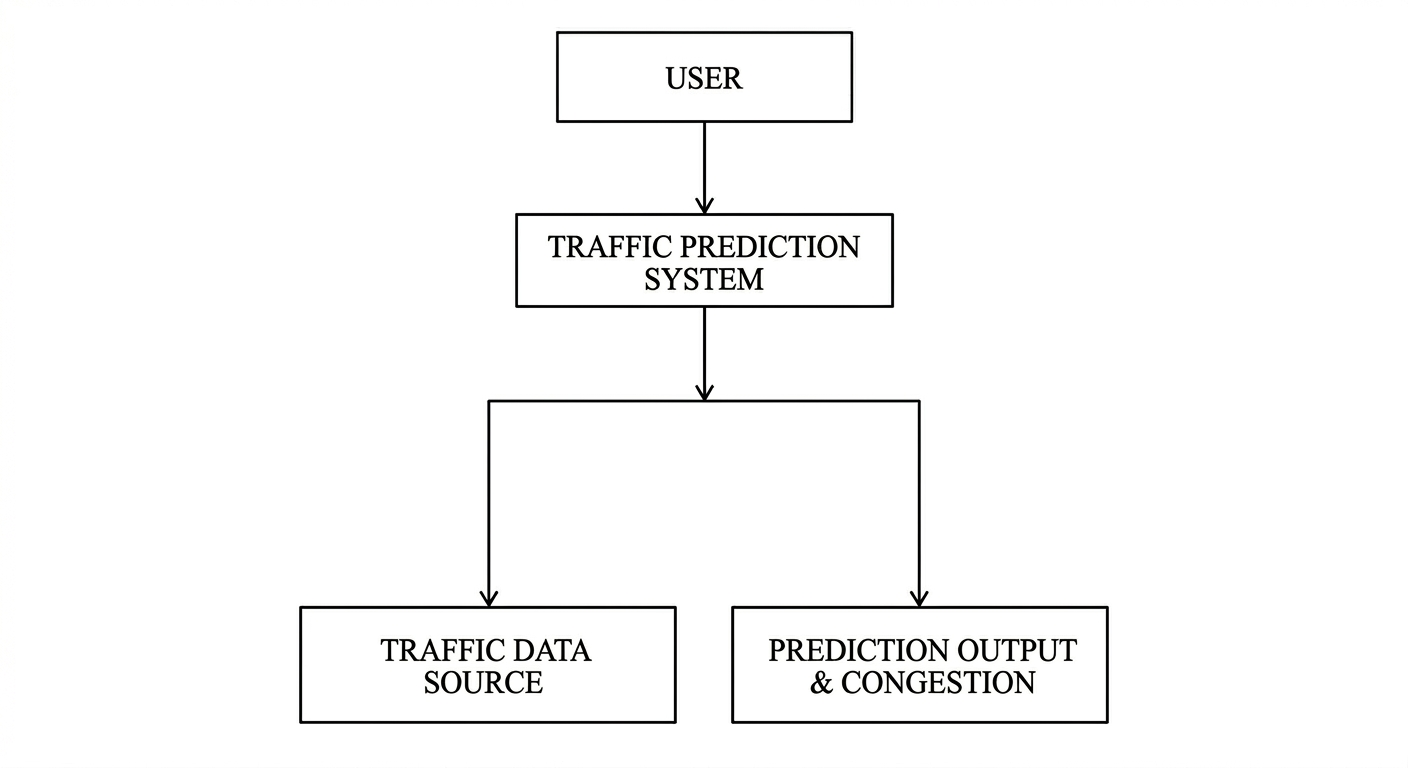 USER
TRAFFIC PREDICTION
SYSTEM
TRAFFIC DATA
SOURCE
PREDICTION OUTPUT
& CONGESTION